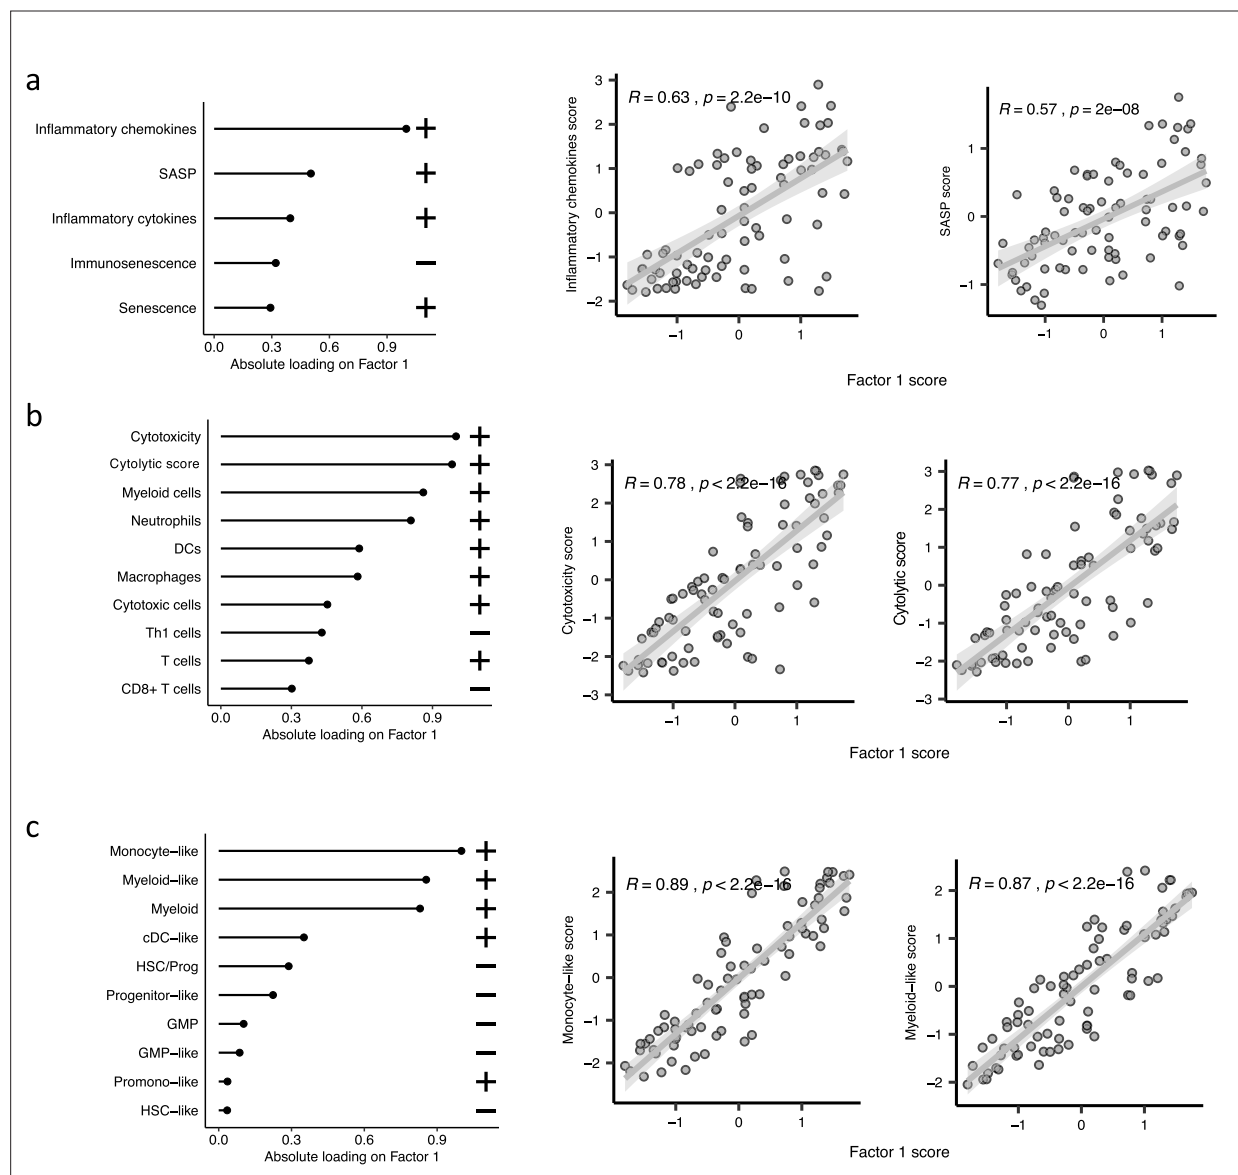 a
Inflammatory chemokines
SASP
Inflammatory cytokines
Immunosenescence
Senescence
+
+
+
−
+
0.0 0.3 0.6 0.9
Absolute loading on Factor 1
R = 0.63 , p = 2.2e−10
Inflammatory chemokines score
3
2
1
0
−1
−2
−1 0 1
R = 0.57 , p = 2e−08
SASP score
1
0
−1
−1 0 1
Factor 1 score
b
Cytotoxicity
Cytolytic score
Myeloid cells
Neutrophils
DCs
Macrophages
Cytotoxic cells
Th1 cells
T cells
CD8+ T cells
+
+
+
+
+
+
+
−
+
−
0.0 0.3 0.6 0.9
Absolute loading on Factor 1
R = 0.78 , p < 2.2e−16
Cytotoxicity score
3
2
1
0
−1
−2
−3
−1 0 1
R = 0.77 , p < 2.2e−16
Cytolytic score
3
2
1
0
−1
−2
−3
−1 0 1
Factor 1 score
c
Monocyte−like
Myeloid−like
Myeloid
cDC−like
HSC/Prog
Progenitor−like
GMP
GMP−like
Promono−like
HSC−like
+
+
+
+
−
−
−
−
+
−
0.0 0.3 0.6 0.9
Absolute loading on Factor 1
R = 0.89 , p < 2.2e−16
Monocyte−like score
2
1
0
−1
−2
−1 0 1
R = 0.87 , p < 2.2e−16
Myeloid−like score
2
1
0
−1
−2
−1 0 1
Factor 1 score